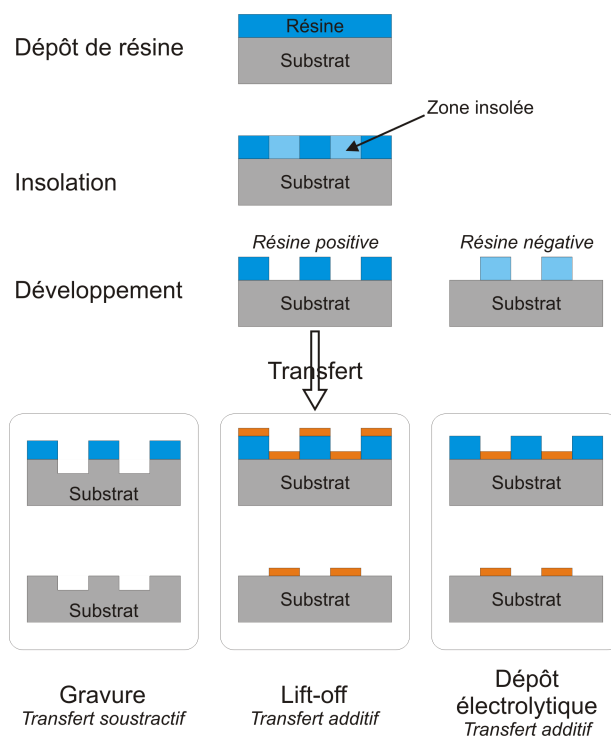 Dépôt de résine
Résine
Substrat
Zone insolée
Insolation
Substrat
Résine positive
Résine négative
Développement
Substrat
Substrat
Transfert
Substrat
Substrat
Substrat
Substrat
Substrat
Substrat
Gravure
Transfert soustractif
Lift-off
Transfert additif
Dépôt
électrolytique
Transfert additif